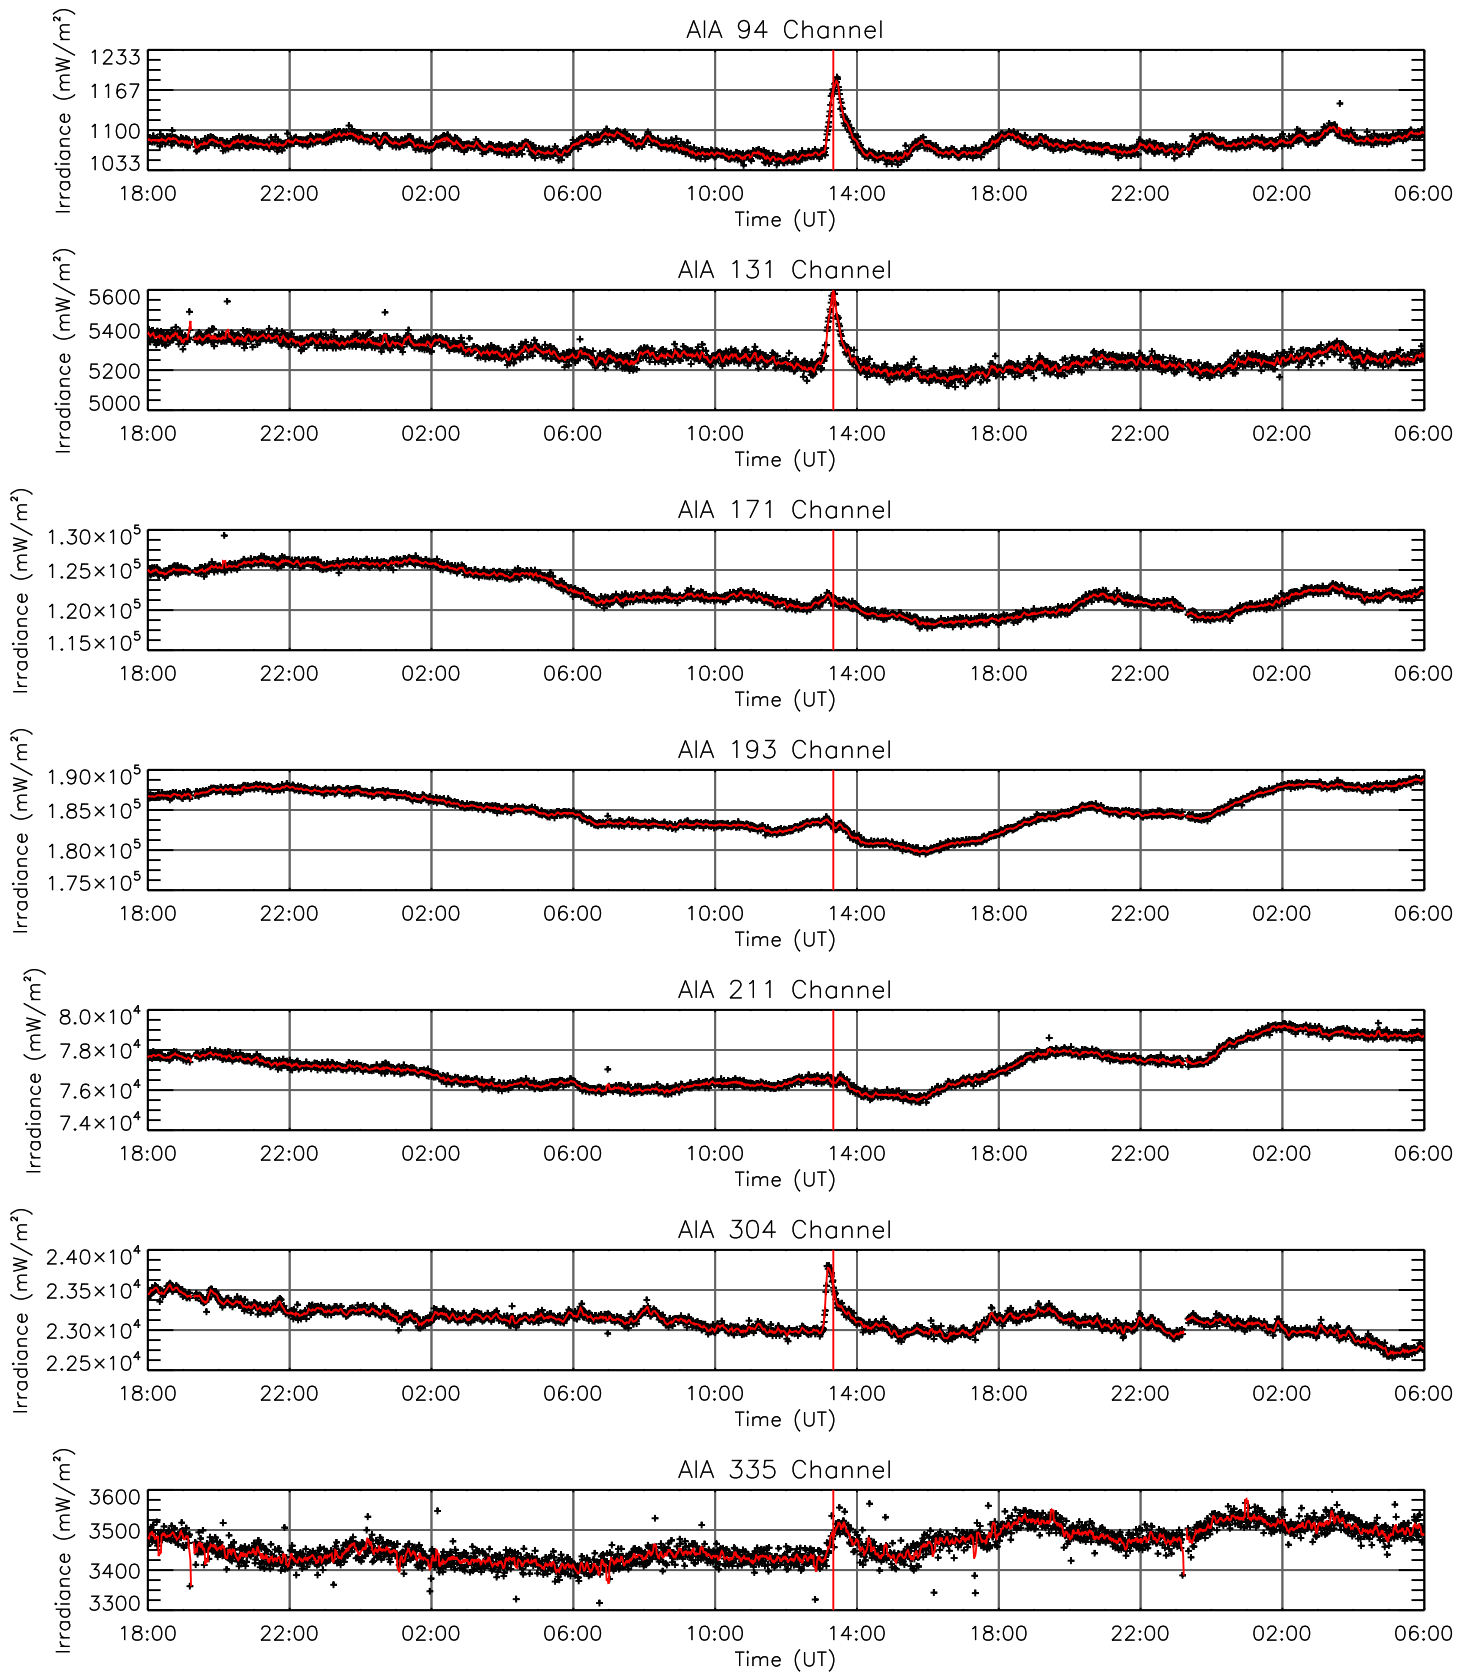 AIA 94 Channel
Irradiance (mW/m²)
1233
1167
1100
1033
18:00 22:00 02:00 06:00 10:00 14:00 18:00 22:00 02:00 06:00
Time (UT)
AIA 131 Channel
Irradiance (mW/m²)
5600
5400
5200
5000
18:00 22:00 02:00 06:00 10:00 14:00 18:00 22:00 02:00 06:00
Time (UT)
AIA 171 Channel
Irradiance (mW/m²)
1.30×10⁵
1.25×10⁵
1.20×10⁵
1.15×10⁵
18:00 22:00 02:00 06:00 10:00 14:00 18:00 22:00 02:00 06:00
Time (UT)
AIA 193 Channel
Irradiance (mW/m²)
1.90×10⁵
1.85×10⁵
1.80×10⁵
1.75×10⁵
18:00 22:00 02:00 06:00 10:00 14:00 18:00 22:00 02:00 06:00
Time (UT)
AIA 211 Channel
Irradiance (mW/m²)
8.0×10⁴
7.8×10⁴
7.6×10⁴
7.4×10⁴
18:00 22:00 02:00 06:00 10:00 14:00 18:00 22:00 02:00 06:00
Time (UT)
AIA 304 Channel
Irradiance (mW/m²)
2.40×10⁴
2.35×10⁴
2.30×10⁴
2.25×10⁴
18:00 22:00 02:00 06:00 10:00 14:00 18:00 22:00 02:00 06:00
Time (UT)
AIA 335 Channel
Irradiance (mW/m²)
3600
3500
3400
3300
18:00 22:00 02:00 06:00 10:00 14:00 18:00 22:00 02:00 06:00
Time (UT)